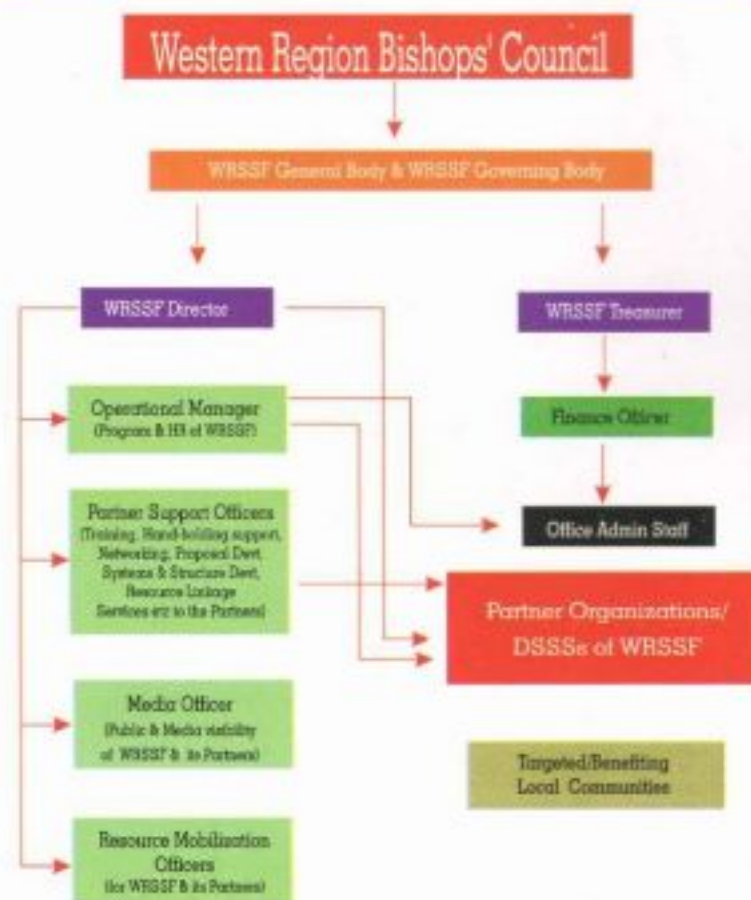 Western Region Bishops' Council
WRSSF General Body & WRSSF Governing Body
WRSSF Director
WRSSF Treasurer
Operational Manager
(Program & HR of WRSSF)
Finance Officer
Partner Support Officers
(Training, Hand-holding support,
Networking, Proposal Devt,
Systems & Structure Devt,
Resource Linkage
Services etc to the Partners)
Office Admin Staff
Partner Organizations/
DSSSs of WRSSF
Media Officer
(Public & Media visibility
of WRSSF & its Partners)
Targeted/Benefiting
Local Communities
Resource Mobilization
Officers
(for WRSSF & its Partners)